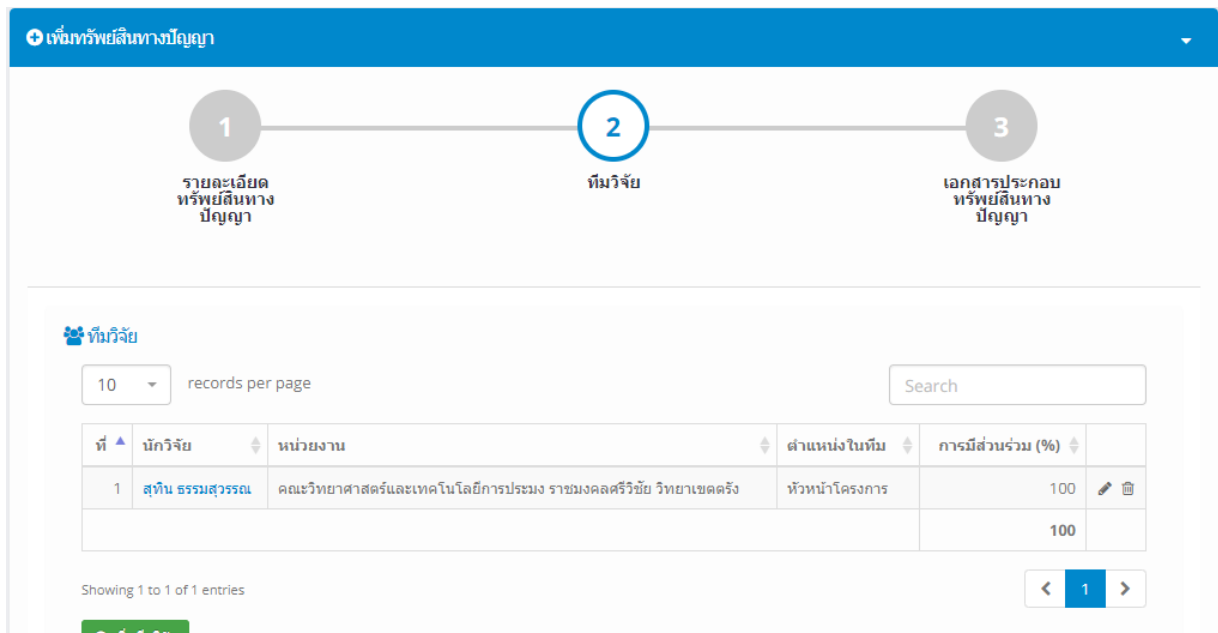 เพิ่มทรัพย์สินทางปัญญา
1
2
3
รายละเอียด
ทรัพย์สินทาง
ปัญญา
ทีมวิจัย
เอกสารประกอบ
ทรัพย์สินทาง
ปัญญา
ทีมวิจัย
10 records per page Search
ที่ นักวิจัย หน่วยงาน ตำแหน่งในทีม การมีส่วนร่วม (%)
1 สุทิน ธรรมสุวรรณ คณะวิทยาศาสตร์และเทคโนโลยีการประมง ราชมงคลศรีวิชัย วิทยาเขตตรัง หัวหน้าโครงการ 100
100
Showing 1 to 1 of 1 entries 1